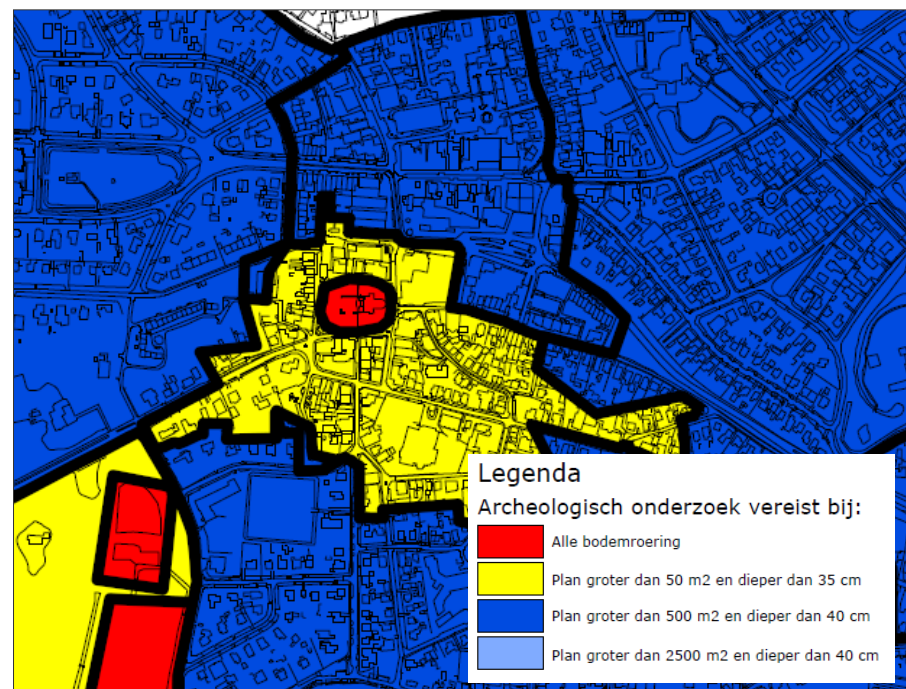 Legenda
Archeologisch onderzoek vereist bij:
Alle bodemroering
Plan groter dan 50 m2 en dieper dan 35 cm
Plan groter dan 500 m2 en dieper dan 40 cm
Plan groter dan 2500 m2 en dieper dan 40 cm